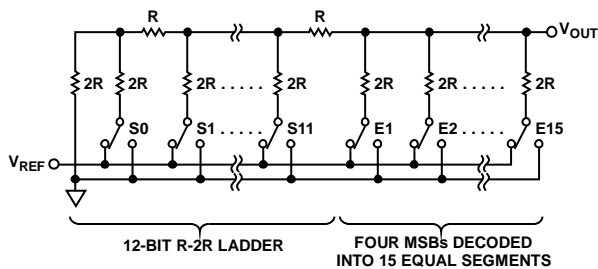 R R
V_OUT
2R 2R 2R . . . . . 2R 2R 2R . . . . . 2R
S0 S1 . . . . . S11 E1 E2 . . . . . E15
V_REF
12-BIT R-2R LADDER
FOUR MSBs DECODED
INTO 15 EQUAL SEGMENTS